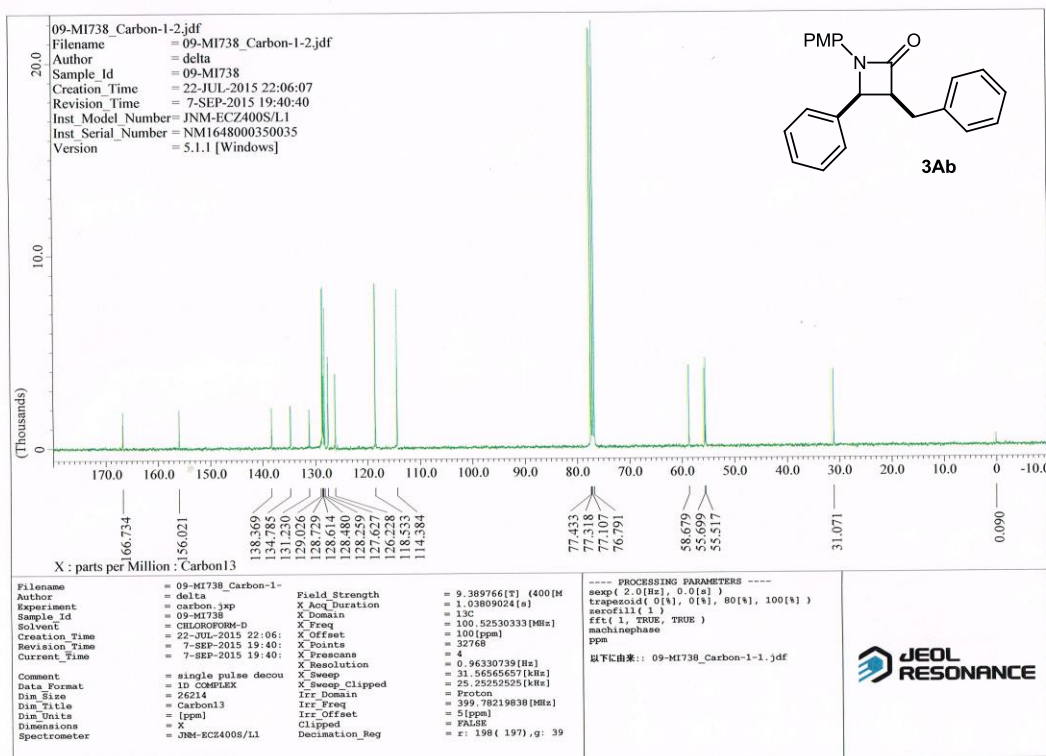 09-MI738_Carbon-1-2.jdf
Filename = 09-MI738_Carbon-1-2.jdf
Author = delta
Sample_Id = 09-MI738
Creation_Time = 22-JUL-2015 22:06:07
Revision_Time = 7-SEP-2015 19:40:40
Inst_Model_Number = JNM-ECZ400S/L1
Inst_Serial_Number = NM1648000350035
Version = 5.1.1 [Windows]
PMP
N
O
3Ab
(Thousands)
20.0
10.0
0
170.0 160.0 150.0 140.0 130.0 120.0 110.0 100.0 90.0 80.0 70.0 60.0 50.0 40.0 30.0 20.0 10.0 0 -10.0
166.734
156.021
138.369
134.785
131.230
129.026
128.729
128.614
128.480
128.259
127.627
126.228
118.533
114.384
77.433
77.318
77.107
76.791
58.679
55.699
55.517
31.071
0.090
X : parts per Million : Carbon13
Filename = 09-MI738_Carbon-1-
Author = delta
Experiment = carbon.jxp
Sample_Id = 09-MI738
Solvent = CHLOROFORM-D
Creation_Time = 22-JUL-2015 22:06:
Revision_Time = 7-SEP-2015 19:40:
Current_Time = 7-SEP-2015 19:40:
Comment = single pulse decou
Data_Format = 1D COMPLEX
Dim_Size = 26214
Dim_Title = Carbon13
Dim_Units = [ppm]
Dimensions = X
Spectrometer = JNM-ECZ400S/L1
Field_Strength = 9.389766[T] (400[M
X_Acq_Duration = 1.03809024[s]
X_Domain = 13C
X_Freq = 100.52530333[MHz]
X_Offset = 100[ppm]
X_Points = 32768
X_Prescans = 4
X_Resolution = 0.96330739[Hz]
X_Sweep = 31.56565657[kHz]
X_Sweep_Clipped = 25.25252525[kHz]
Irr_Domain = Proton
Irr_Freq = 399.78219838[MHz]
Irr_Offset = 5[ppm]
Clipped = FALSE
Decimation_Reg = r: 198( 197),g: 39
---- PROCESSING PARAMETERS ----
sexp( 2.0[Hz], 0.0[s] )
trapezoid( 0[%], 0[%], 80[%], 100[%] )
zerofill( 1 )
fft( 1, TRUE, TRUE )
machinephase
ppm
以下に由来:: 09-MI738_Carbon-1-1.jdf
JEOL
RESONANCE